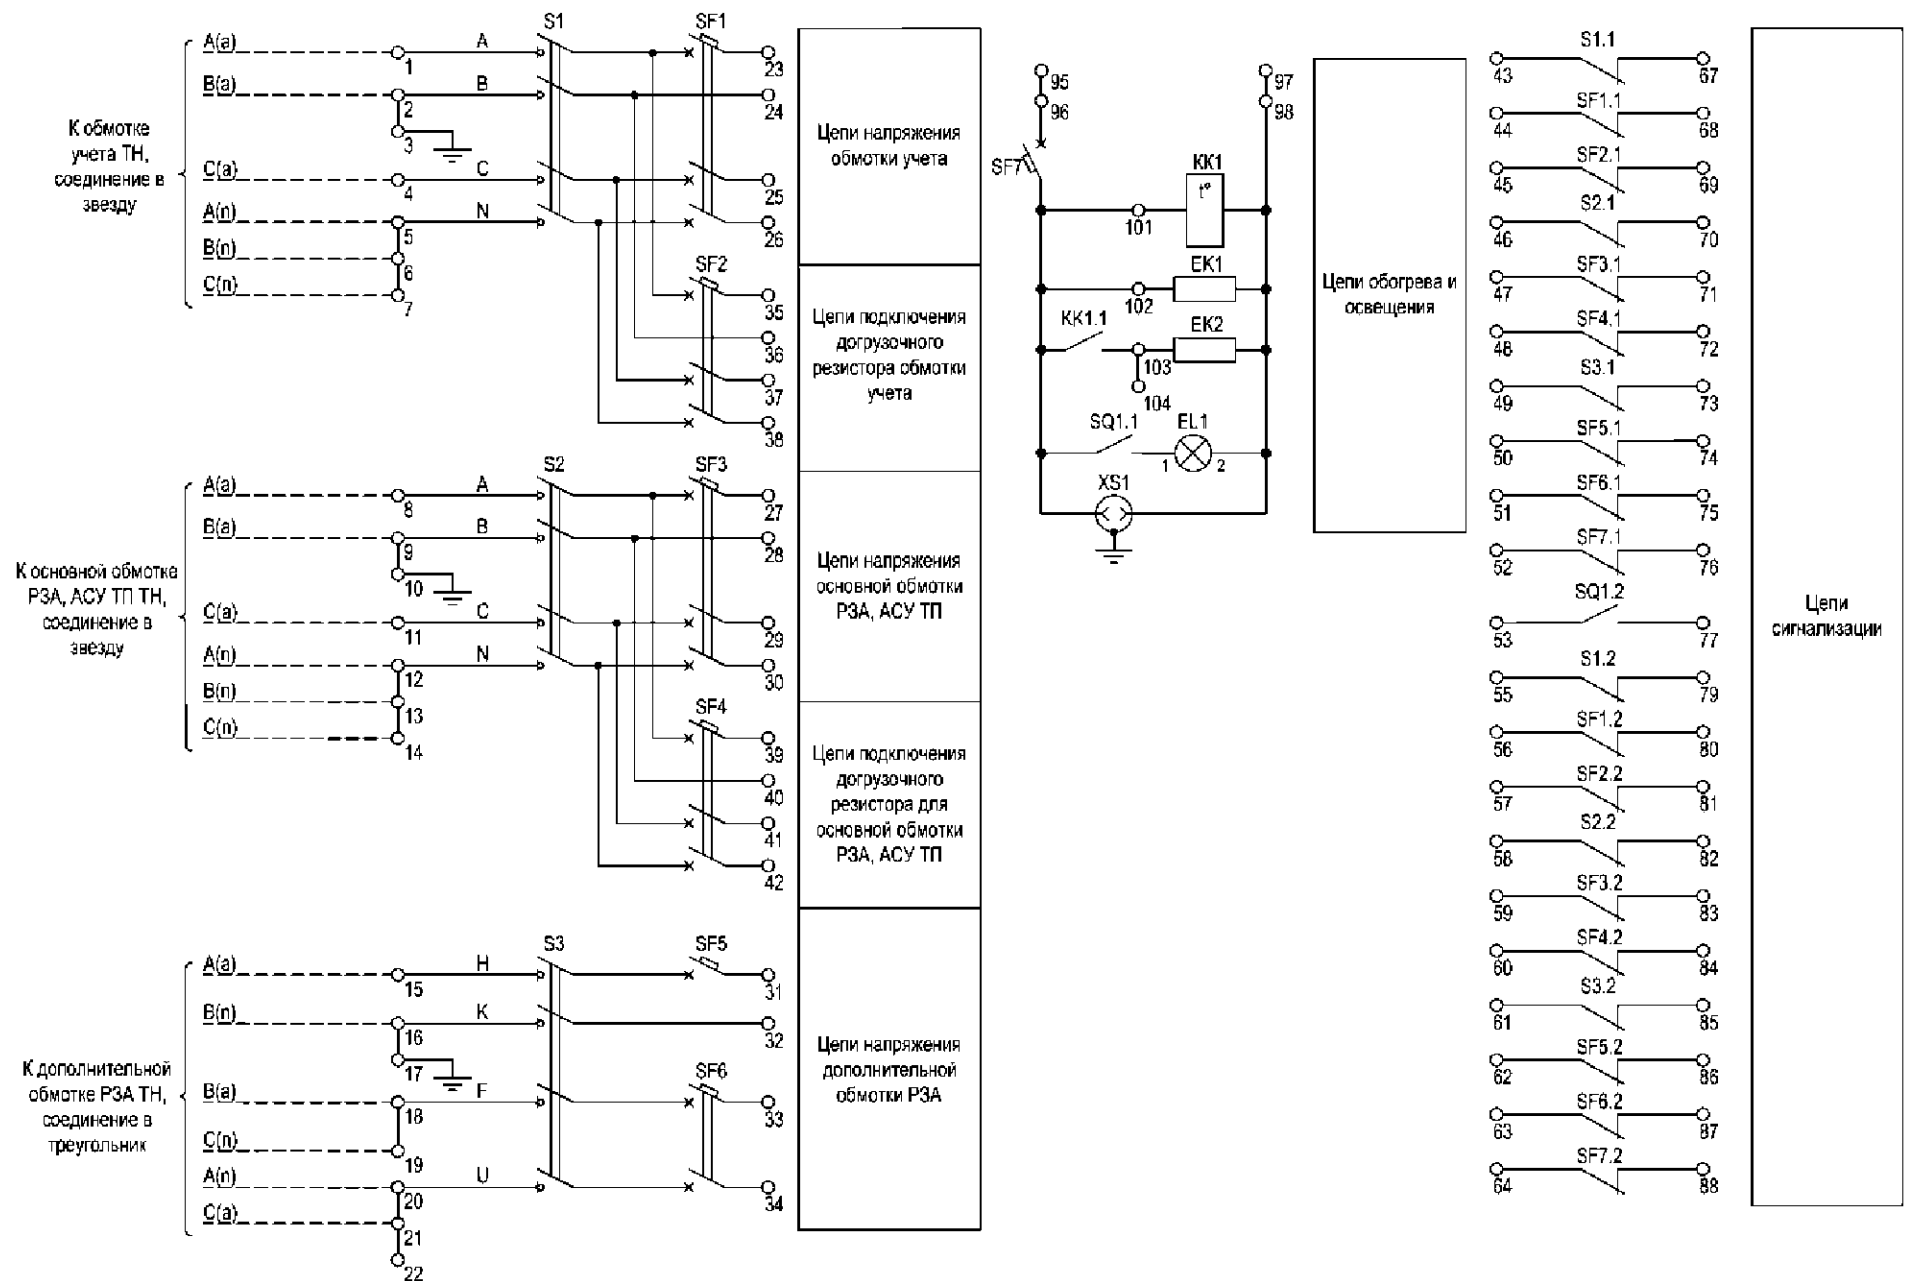 К обмотке
учета ТН,
соединение в
звезду
A(a)
B(a)
C(a)
A(n)
B(n)
C(n)
1
2
3
4
5
6
7
A
B
C
N
S1
SF1
23
24
25
26
SF2
35
36
37
38
Цепи напряжения
обмотки учета
Цепи подключения
догрузочного
резистора обмотки
учета
К основной обмотке
РЗА, АСУ ТП ТН,
соединение в
звезду
A(a)
B(a)
C(a)
A(n)
B(n)
C(n)
8
9
10
11
12
13
14
A
B
C
N
S2
SF3
27
28
29
30
SF4
39
40
41
42
Цепи напряжения
основной обмотки
РЗА, АСУ ТП
Цепи подключения
догрузочного
резистора для
основной обмотки
РЗА, АСУ ТП
К дополнительной
обмотке РЗА ТН,
соединение в
треугольник
A(a)
B(n)
B(a)
C(n)
A(n)
C(a)
15
16
17
18
19
20
21
22
H
K
F
U
S3
SF5
31
32
SF6
33
34
Цепи напряжения
дополнительной
обмотки РЗА
95
96
97
98
SF7
KK1
t°
101
EK1
102
KK1.1
EK2
103
104
SQ1.1
EL1
1
2
XS1
Цепи обогрева и
освещения
43 S1.1 67
44 SF1.1 68
45 SF2.1 69
46 S2.1 70
47 SF3.1 71
48 SF4.1 72
49 S3.1 73
50 SF5.1 74
51 SF6.1 75
52 SF7.1 76
53 SQ1.2 77
55 S1.2 79
56 SF1.2 80
57 SF2.2 81
58 S2.2 82
59 SF3.2 83
60 SF4.2 84
61 S3.2 85
62 SF5.2 86
63 SF6.2 87
64 SF7.2 88
Цепи
сигнализации